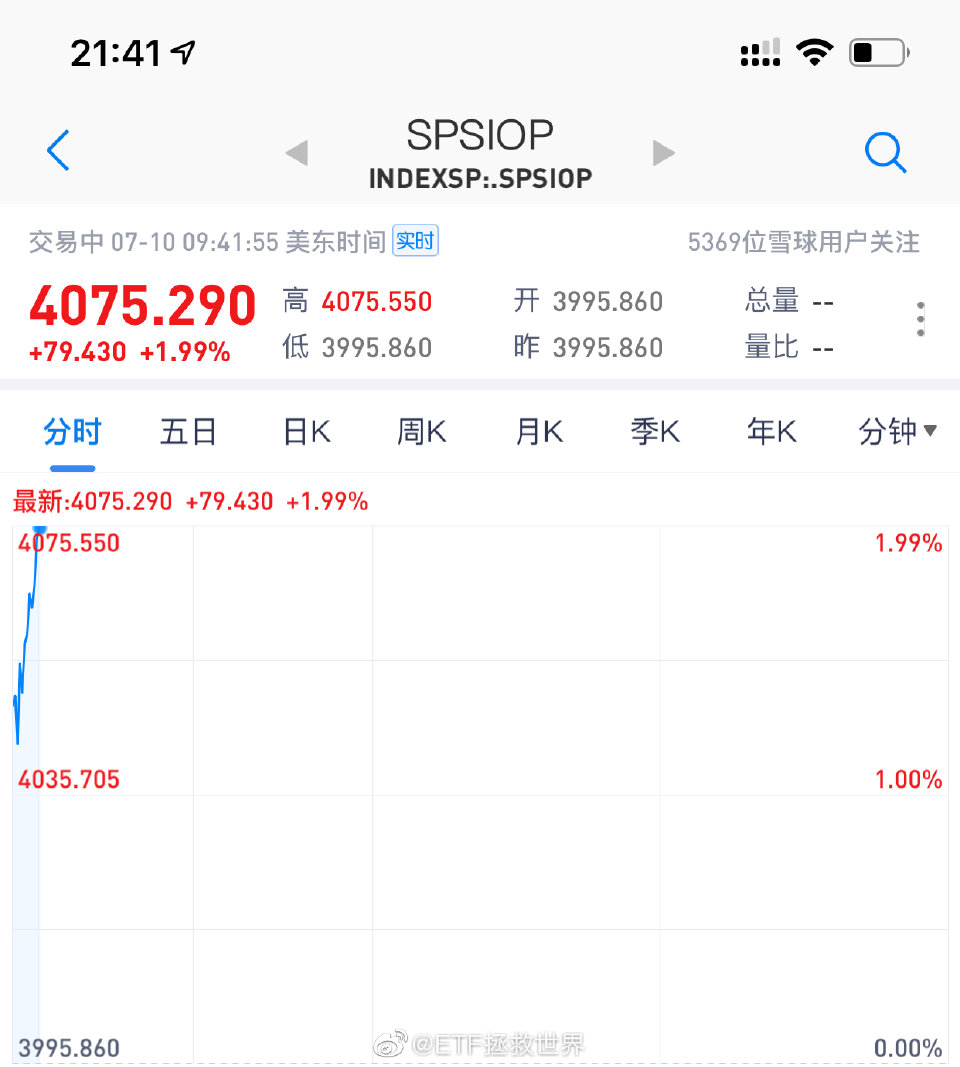 21:41
SPSIOP
INDEXSP:.SPSIOP
交易中 07-10 09:41:55 美东时间 实时 5369位雪球用户关注
4075.290 高 4075.550 开 3995.860 总量 --
+79.430 +1.99% 低 3995.860 昨 3995.860 量比 --
分时 五日 日K 周K 月K 季K 年K 分钟
最新:4075.290 +79.430 +1.99%
4075.550 1.99%
4035.705 1.00%
3995.860 0.00%
@ETF拯救世界